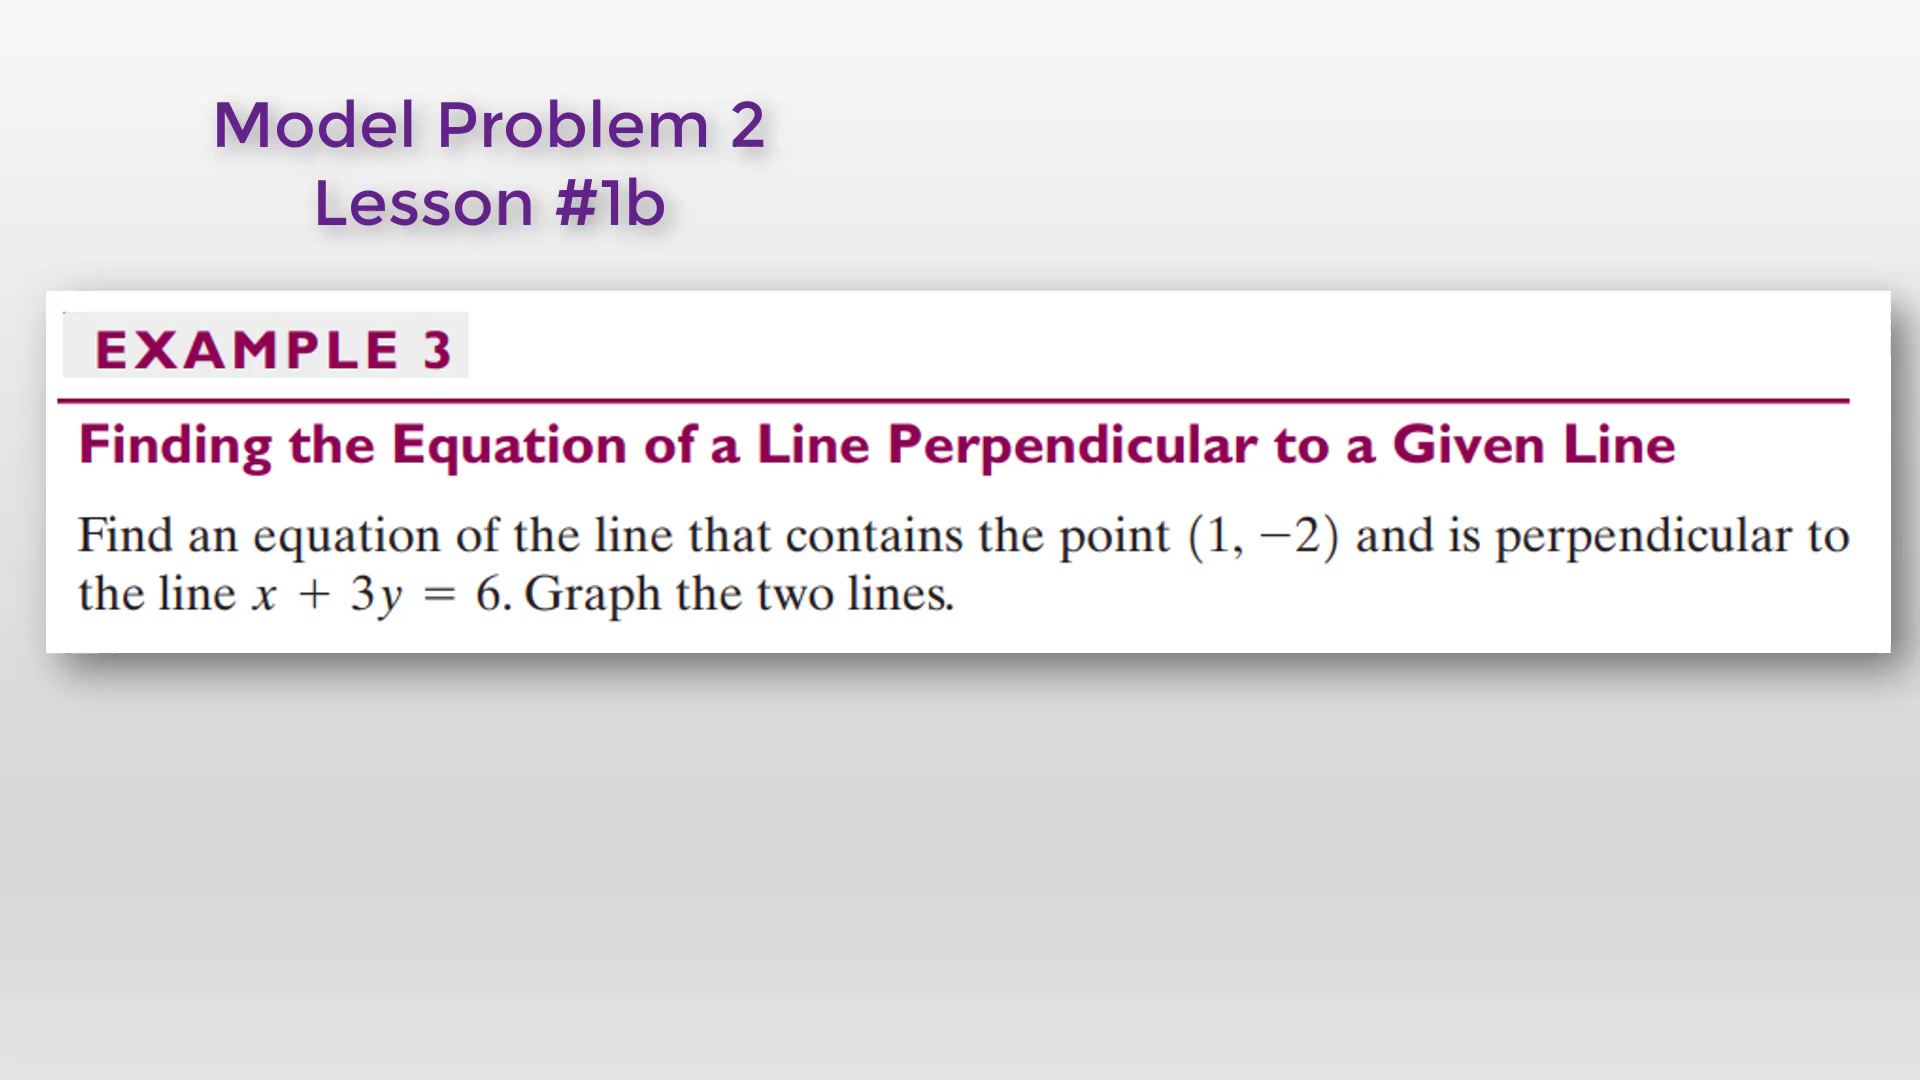 Model Problem 2
Lesson #1b
EXAMPLE 3
Finding the Equation of a Line Perpendicular to a Given Line
Find an equation of the line that contains the point (1, −2) and is perpendicular to
the line x + 3y = 6. Graph the two lines.